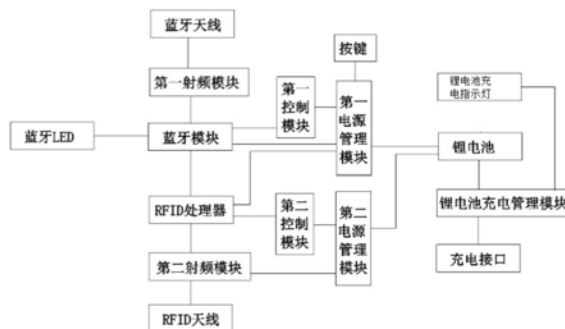 蓝牙天线
按键
第一射频模块
第一
控制
模块
第一
电源
管理
模块
锂电池充
电指示灯
蓝牙LED
蓝牙模块
锂电池
RFID处理器
第二
控制
模块
第二
电源
管理
模块
锂电池充电管理模块
第二射频模块
充电接口
RFID天线